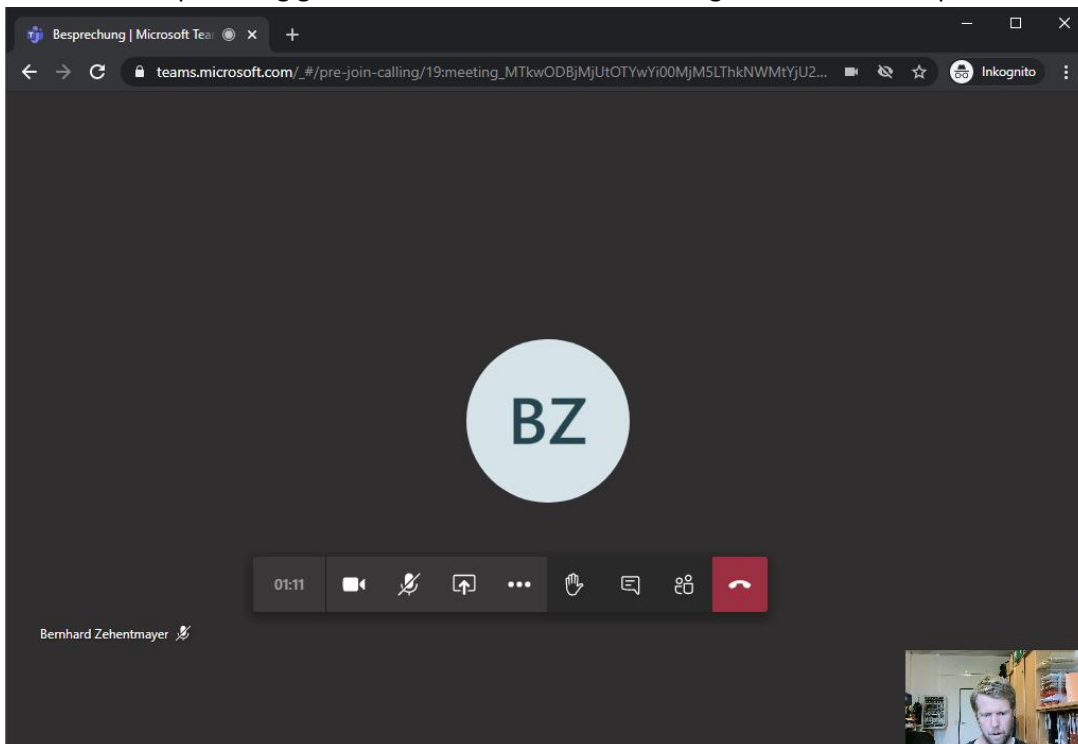 Besprechung | Microsoft Tea
teams.microsoft.com/_#/pre-join-calling/19:meeting_MTkwODBjMjUtOTYwYi00MjM5LThkNWMtYjU2...
Inkognito
BZ
01:11
Bernhard Zehentmayer